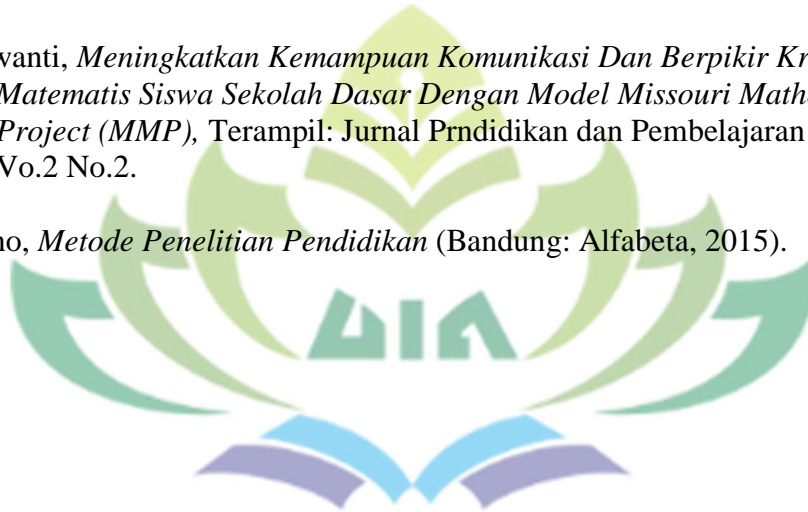 wanti, Meningkatkan Kemampuan Komunikasi Dan Berpikir Kr
Matematis Siswa Sekolah Dasar Dengan Model Missouri Math
Project (MMP), Terampil: Jurnal Prndidikan dan Pembelajaran
Vo.2 No.2.
no, Metode Penelitian Pendidikan (Bandung: Alfabeta, 2015).
UIN